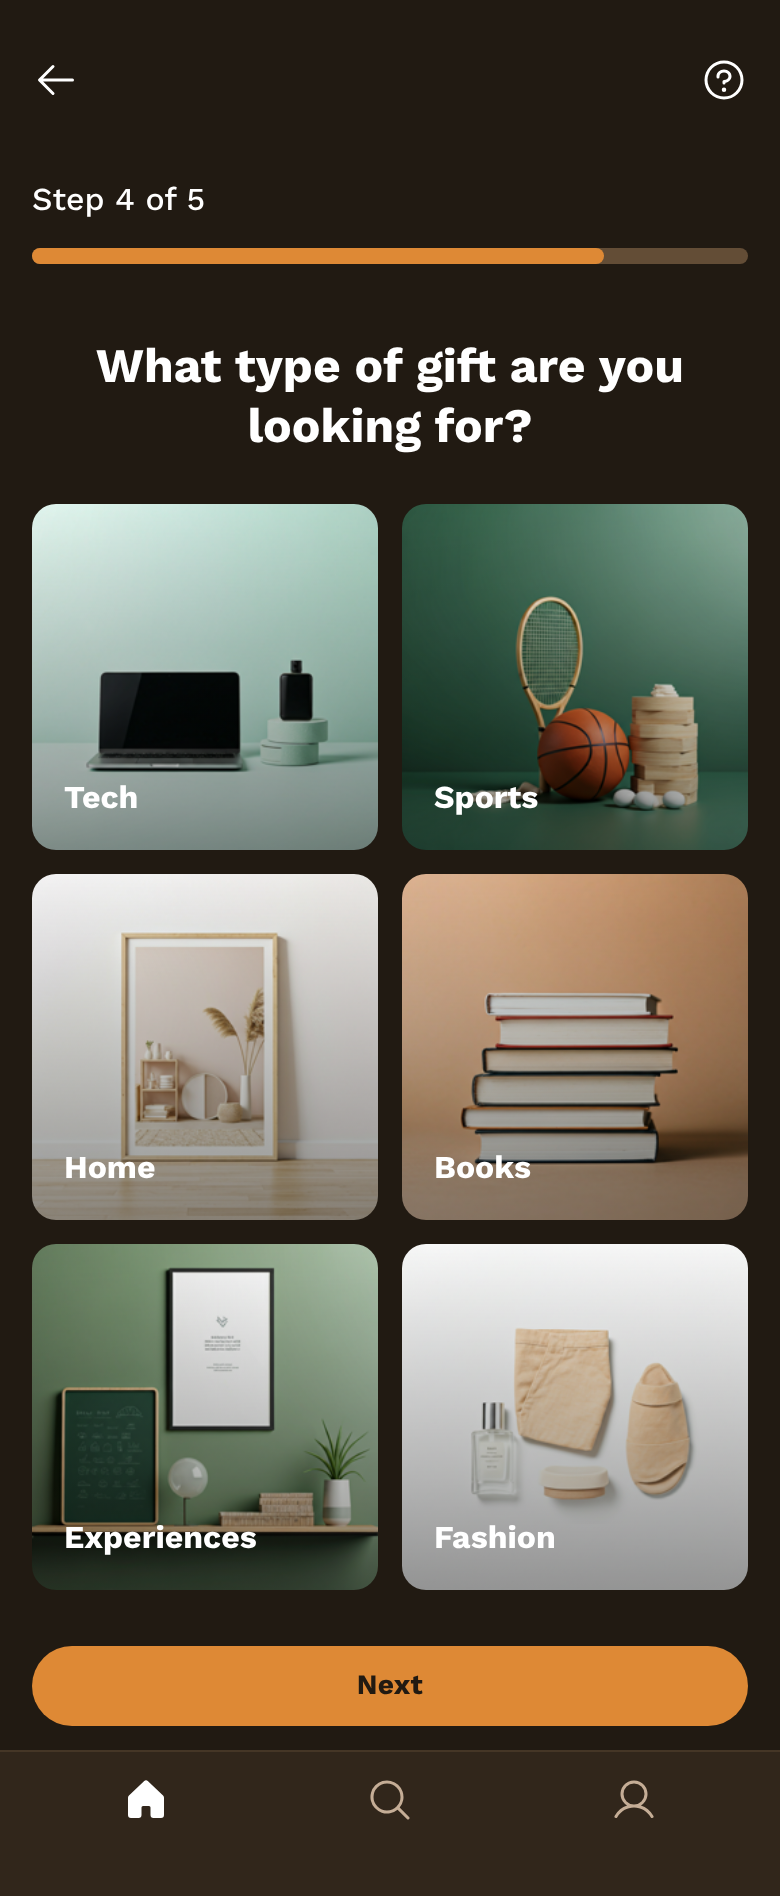 Step 4 of 5
What type of gift are you
looking for?
Tech
Sports
Home
Books
Experiences
Fashion
Next